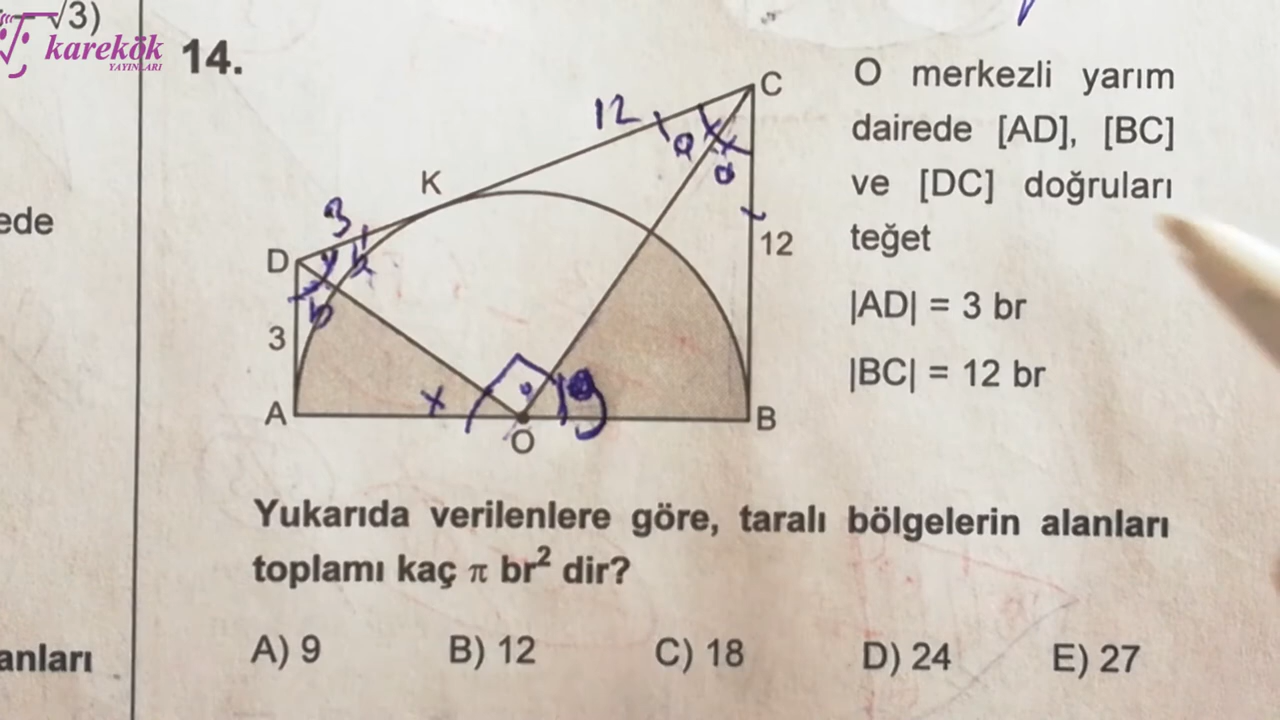 √3)
karekök
YAYINLARI
ede
anları
14.
O merkezli yarım
dairede [AD], [BC]
ve [DC] doğruları
teğet
|AD| = 3 br
|BC| = 12 br
12
C
a
a
K
3
D
b
b
12
3
x
A
O
B
Yukarıda verilenlere göre, taralı bölgelerin alanları
toplamı kaç π br² dir?
A) 9 B) 12 C) 18 D) 24 E) 27